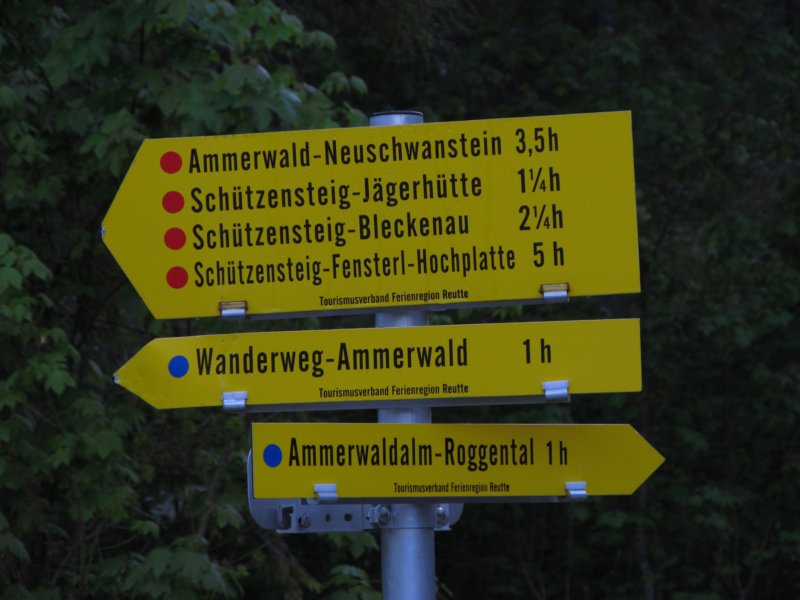 Ammerwald-Neuschwanstein 3,5h
Schützensteig-Jägerhütte 1¼h
Schützensteig-Bleckenau 2¼h
Schützensteig-Fensterl-Hochplatte 5 h
Tourismusverband Ferienregion Reutte
Wanderweg-Ammerwald 1 h
Tourismusverband Ferienregion Reutte
Ammerwaldalm-Roggental 1 h
Tourismusverband Ferienregion Reutte